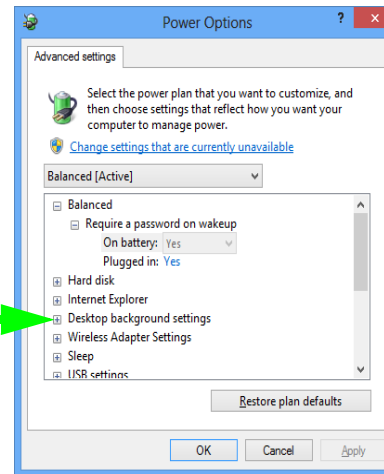 Power Options
?
x
Advanced settings
Select the power plan that you want to customize, and
then choose settings that reflect how you want your
computer to manage power.
Change settings that are currently unavailable
Balanced [Active]
Balanced
Require a password on wakeup
On battery: Yes
Plugged in: Yes
Hard disk
Internet Explorer
Desktop background settings
Wireless Adapter Settings
Sleep
USB settings
Restore plan defaults
OK Cancel Apply